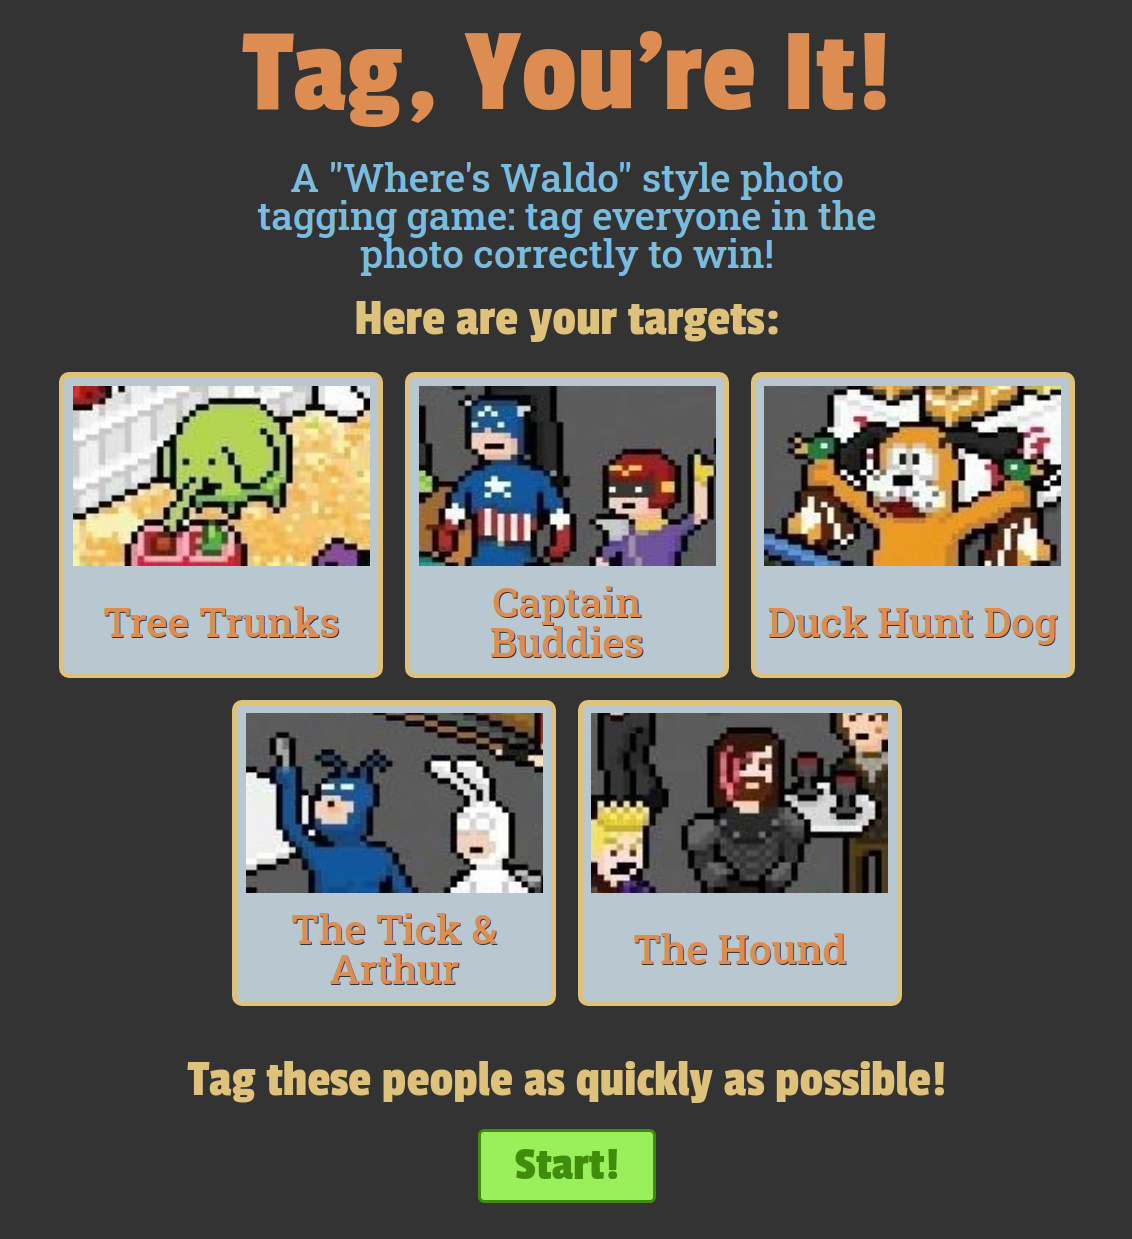 Tag, You're It!
A "Where's Waldo" style photo
tagging game: tag everyone in the
photo correctly to win!
Here are your targets:
Tree Trunks
Captain
Buddies
Duck Hunt Dog
The Tick &
Arthur
The Hound
Tag these people as quickly as possible!
Start!